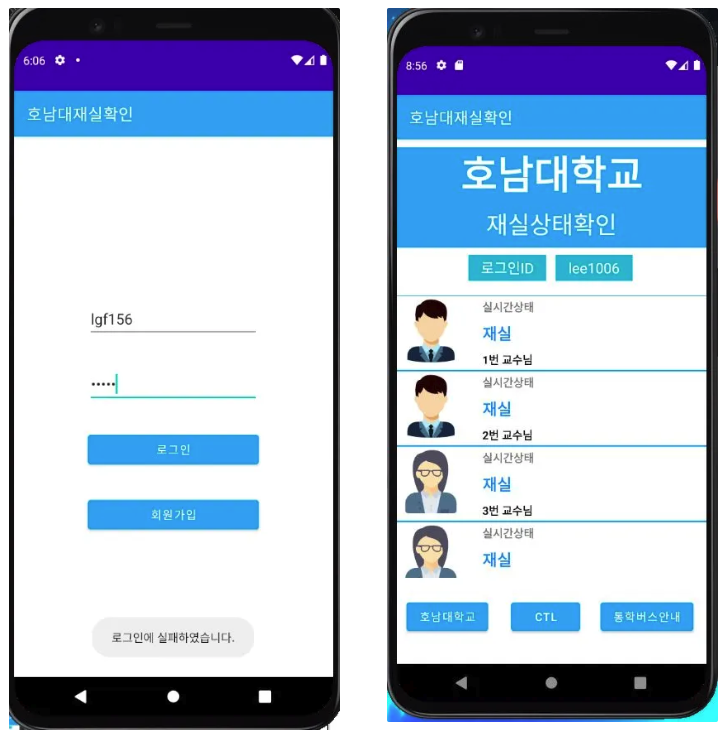 6:06
호남대재실확인
lgf156
•••••
로그인
회원가입
로그인에 실패하였습니다.
8:56
호남대재실확인
호남대학교
재실상태확인
로그인ID lee1006
실시간상태
재실
1번 교수님
실시간상태
재실
2번 교수님
실시간상태
재실
3번 교수님
실시간상태
재실
호남대학교 CTL 통학버스안내